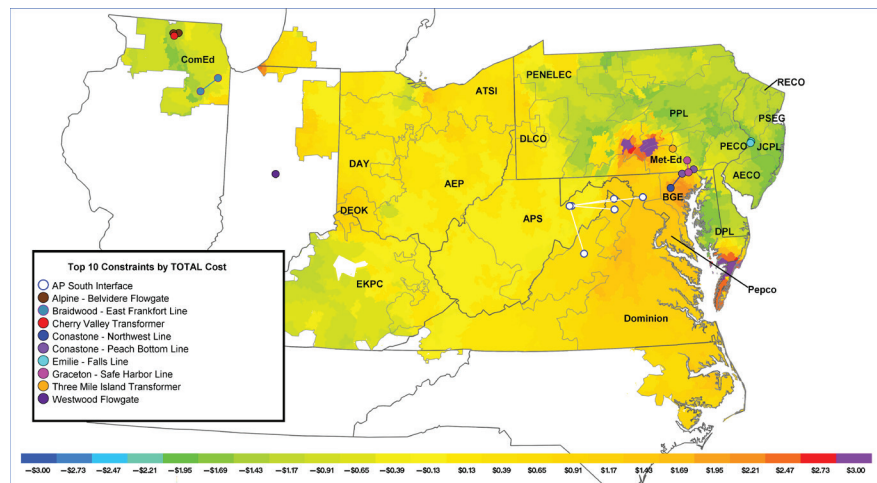 ComEd
RECO
PENELEC
ATSI
PPL
PSEG
DLCO
PECO
JCPL
Met-Ed
DAY
AECO
AEP
BGE
DEOK
APS
DPL
Top 10 Constraints by TOTAL Cost
AP South Interface
Alpine - Belvidere Flowgate
Braidwood - East Frankfort Line
Cherry Valley Transformer
Conastone - Northwest Line
Conastone - Peach Bottom Line
Emilie - Falls Line
Graceton - Safe Harbor Line
Three Mile Island Transformer
Westwood Flowgate
EKPC
Pepco
Dominion
–$3.00 –$2.73 –$2.47 –$2.21 –$1.95 –$1.69 –$1.43 –$1.17 –$0.91 –$0.65 –$0.39 –$0.13 $0.13 $0.39 $0.65 $0.91 $1.17 $1.43 $1.69 $1.95 $2.21 $2.47 $2.73 $3.00